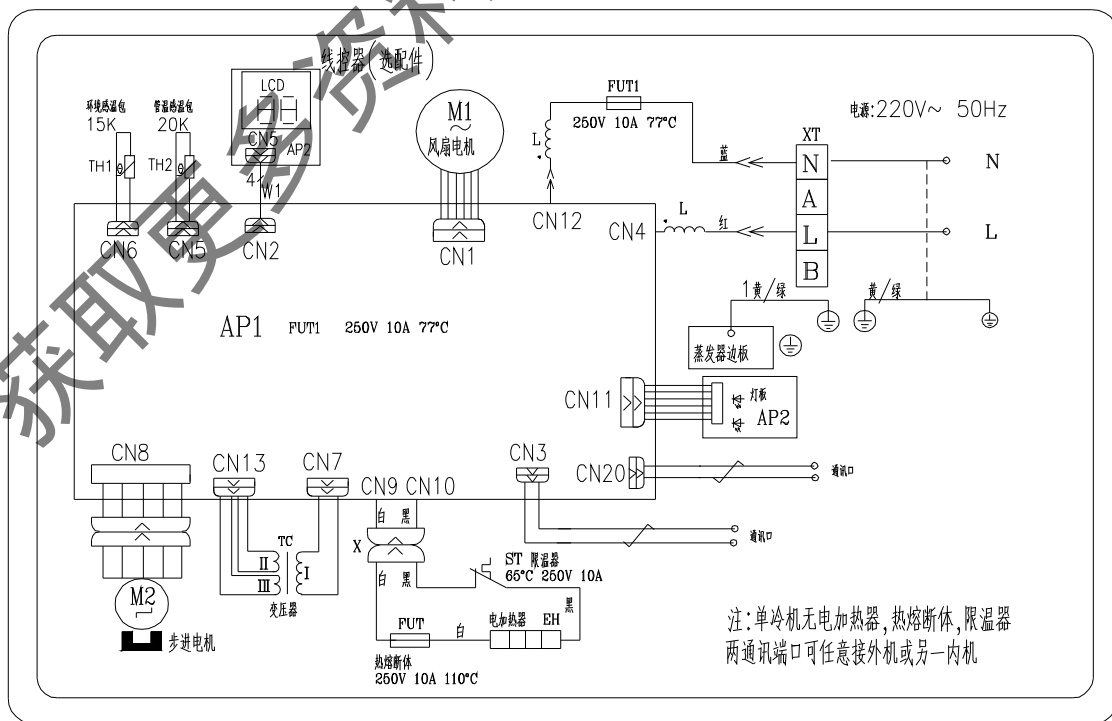 获取更多资料
线控器(选配件)
LCD
CN5
AP2
4
W1
环境感温包
15K
TH1
管温感温包
20K
TH2
M1
~
风扇电机
FUT1
250V 10A 77°C
电源:220V~ 50Hz
XT
L
蓝
N
N
A
CN12
CN4
L
红
L
L
B
CN6
CN5
CN2
CN1
1黄/绿
黄/绿
AP1 FUT1 250V 10A 77°C
蒸发器边板
CN11
灯板
AP2
CN8
CN13
CN7
CN9 CN10
CN3
CN20
通讯口
白 黑
通讯口
X
TC
II
III
I
变压器
白 黑
ST 限温器
65°C 250V 10A
黑
M2
步进电机
FUT
白
电加热器 EH
热熔断体
250V 10A 110°C
注:单冷机无电加热器,热熔断体,限温器
两通讯端口可任意接外机或另一内机